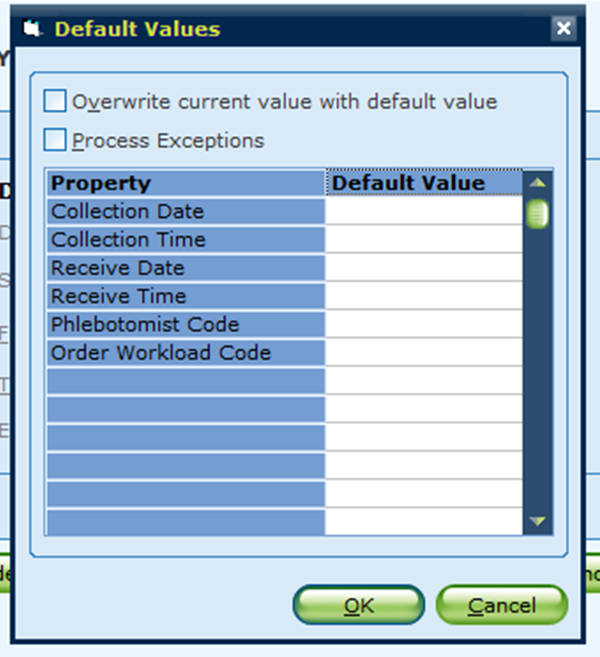 Default Values
Overwrite current value with default value
Process Exceptions
Property Default Value
Collection Date
Collection Time
Receive Date
Receive Time
Phlebotomist Code
Order Workload Code
OK Cancel